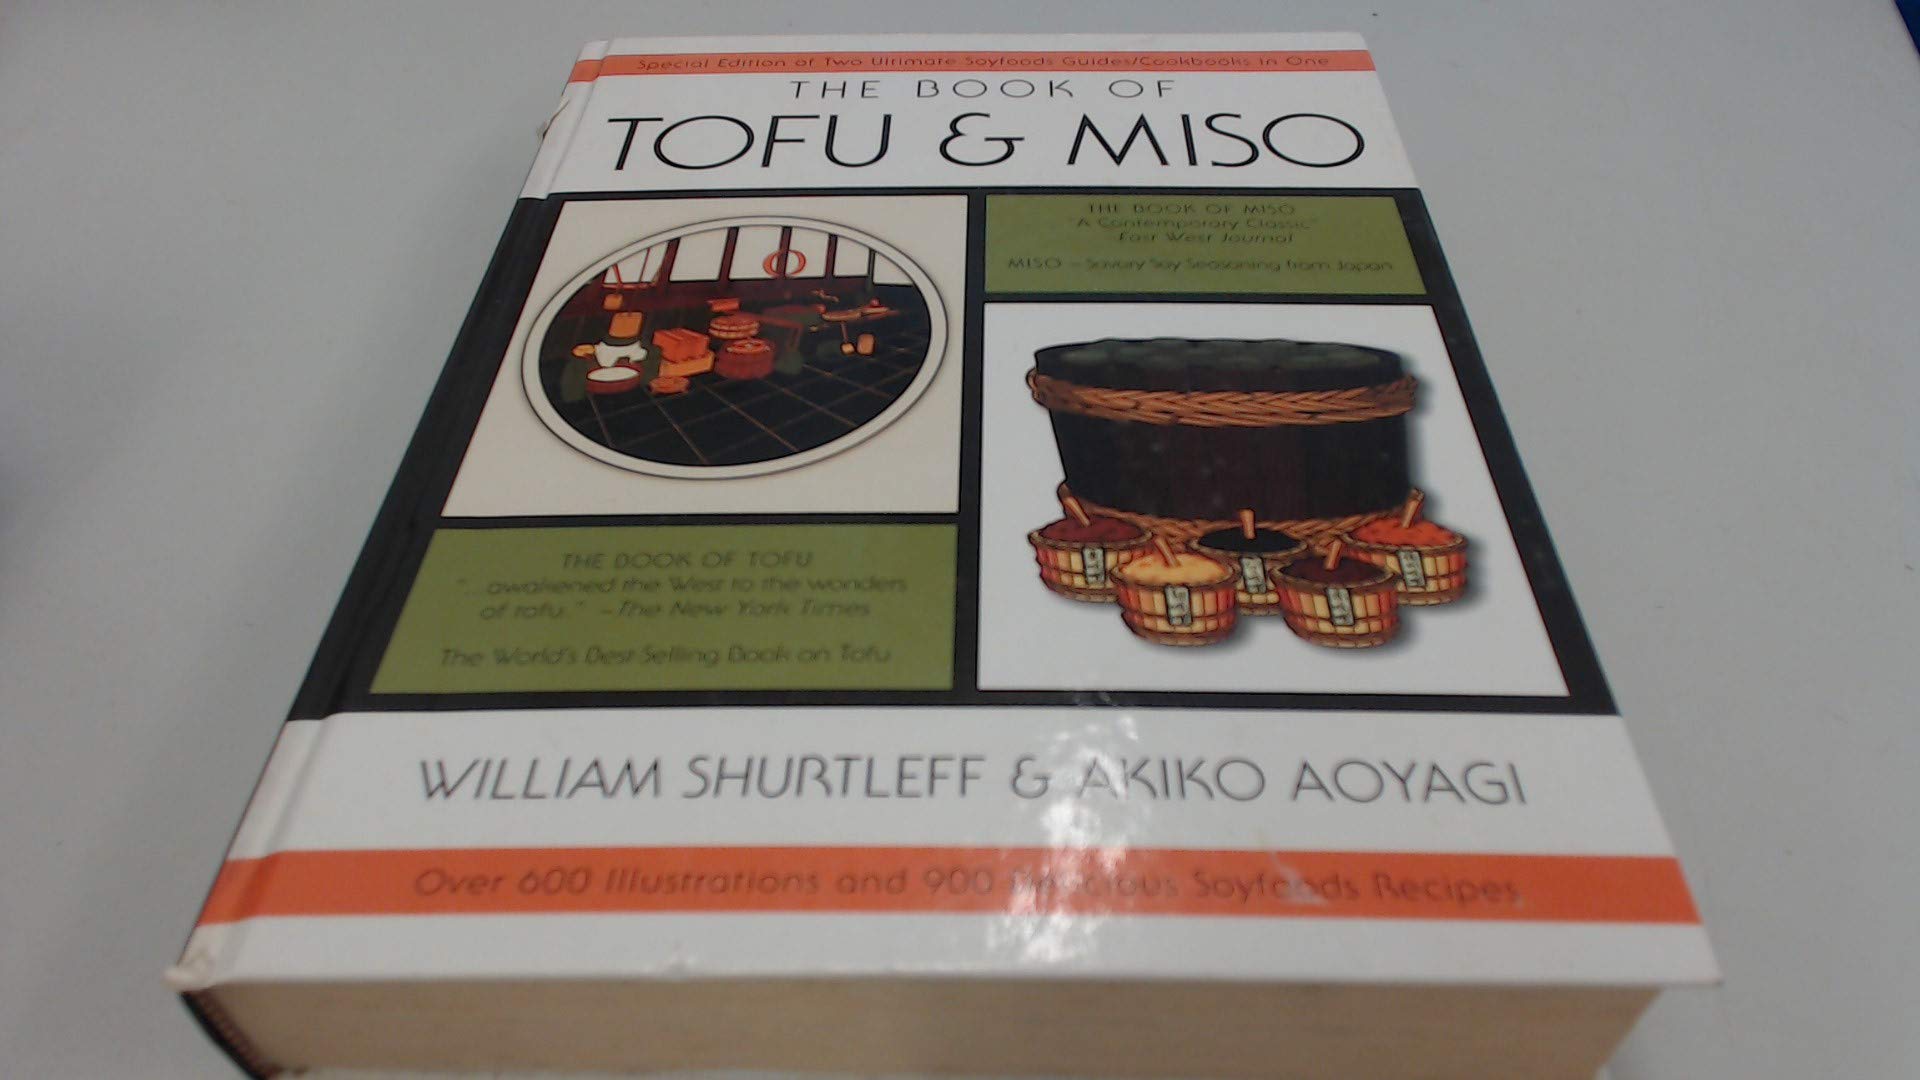 Special Edition of Two Ultimate Soyfoods Guides/Cookbooks in One
THE BOOK OF
TOFU & MISO
THE BOOK OF MISO
"A Contemporary Classic"
East West Journal
MISO – Savory Soy Seasoning from Japan
THE BOOK OF TOFU
"...awakened the West to the wonders
of tofu." –The New York Times
The World's Best-Selling Book on Tofu
WILLIAM SHURTLEFF & AKIKO AOYAGI
Over 600 Illustrations and 900 Delicious Soyfoods Recipes